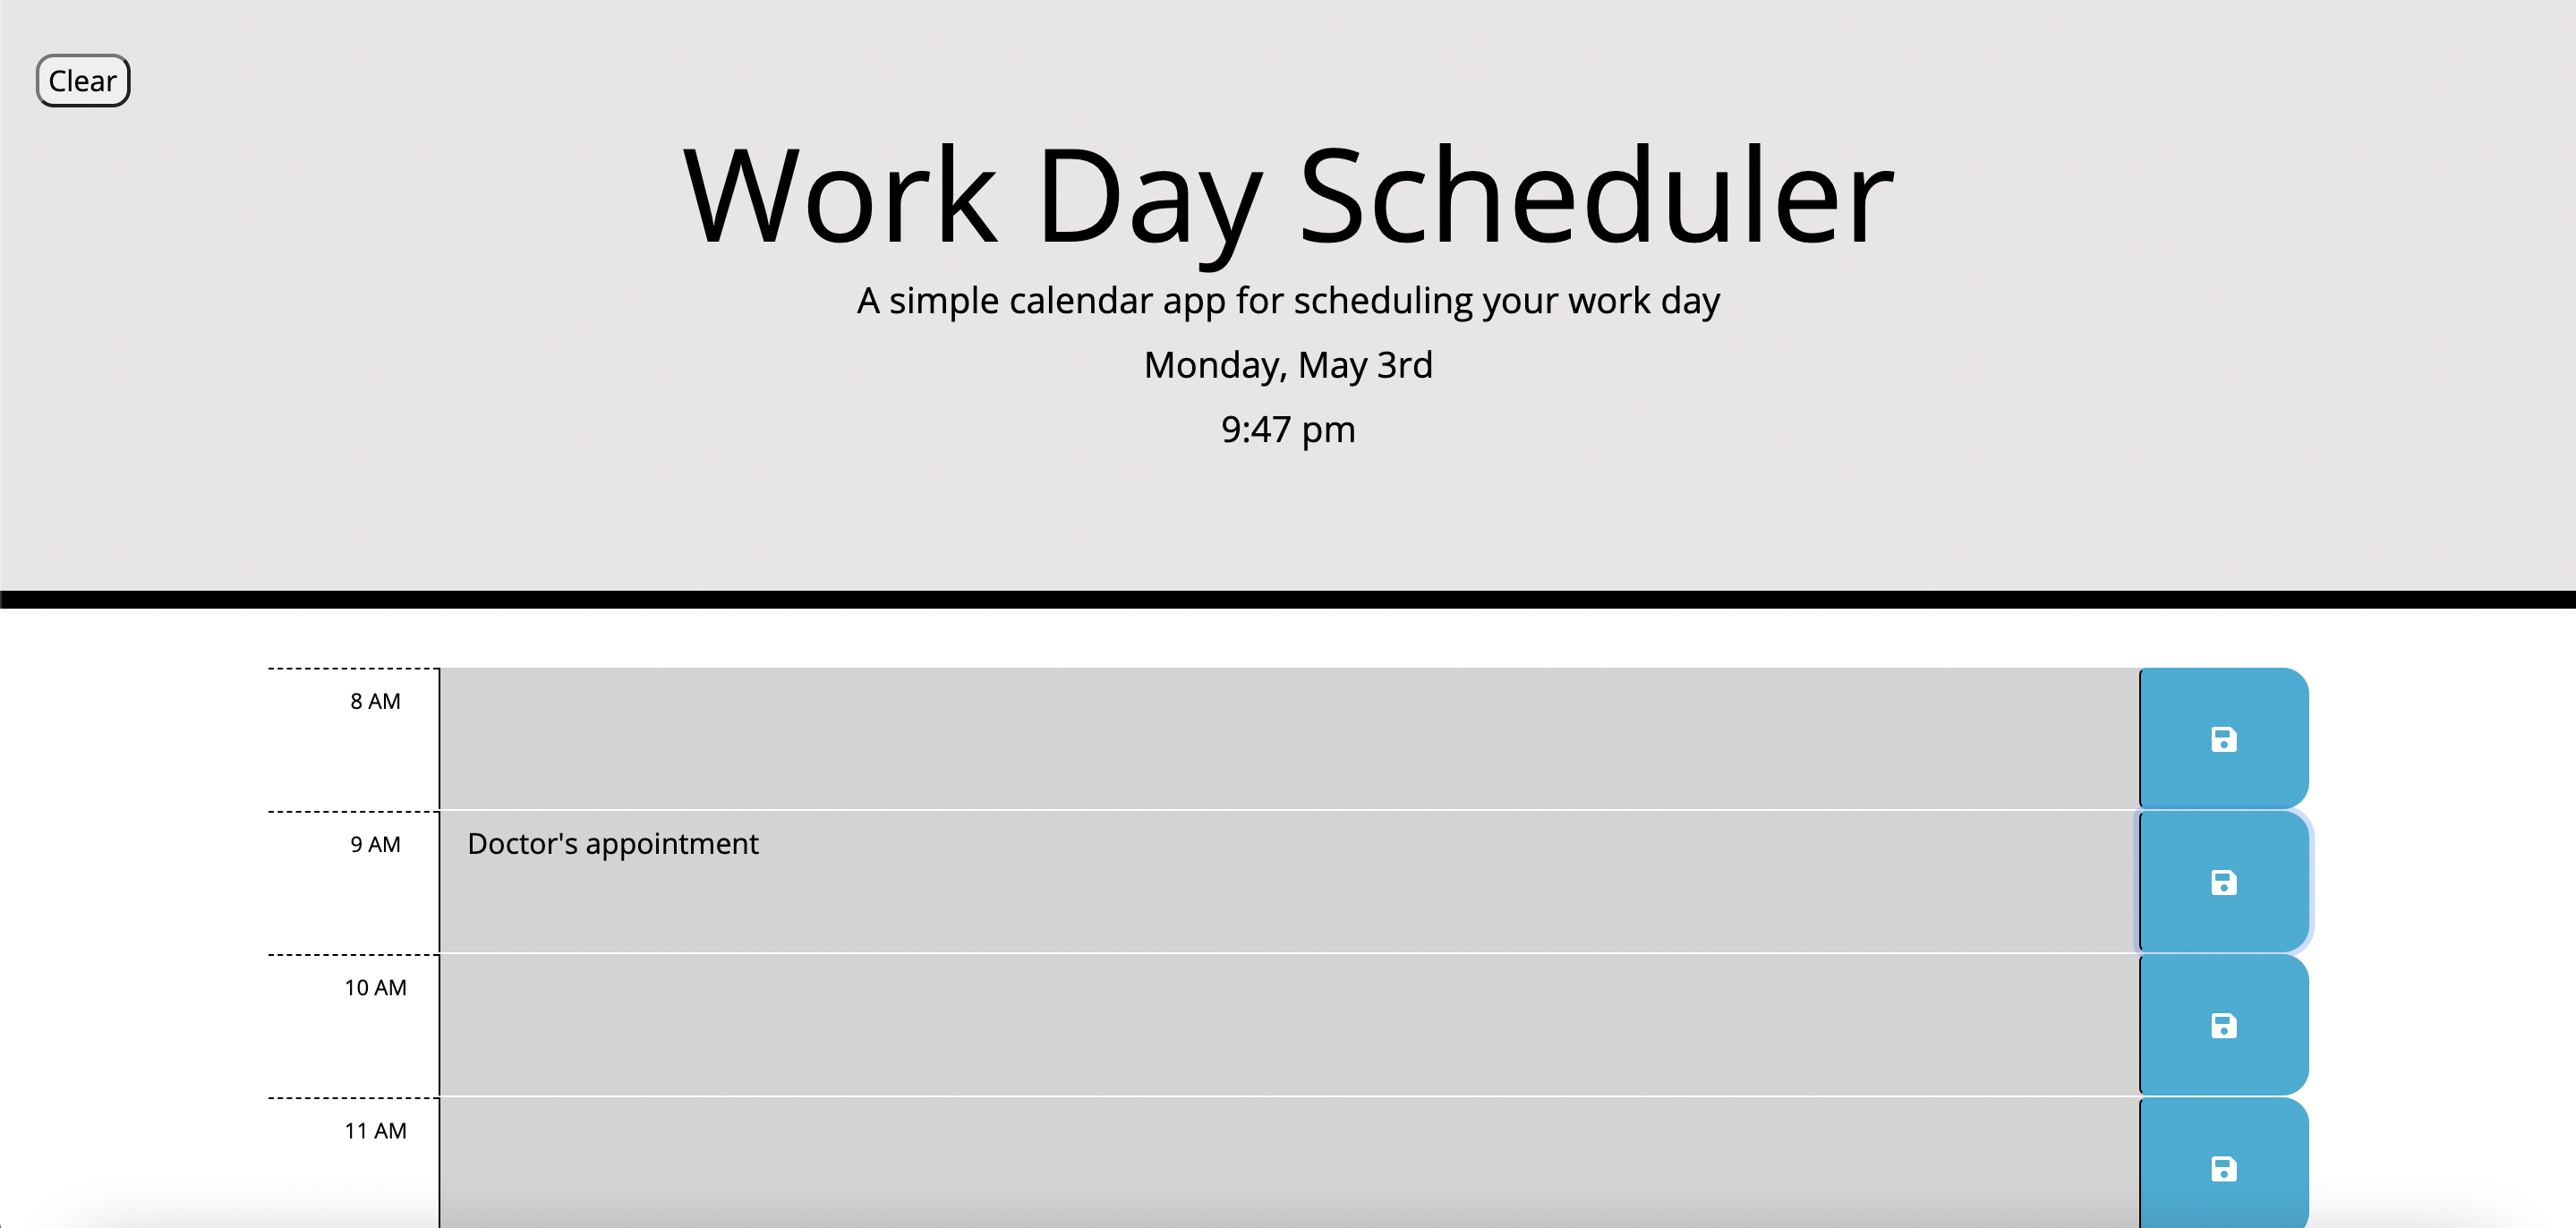 Clear
Work Day Scheduler
A simple calendar app for scheduling your work day
Monday, May 3rd
9:47 pm
8 AM
9 AM Doctor's appointment
10 AM
11 AM